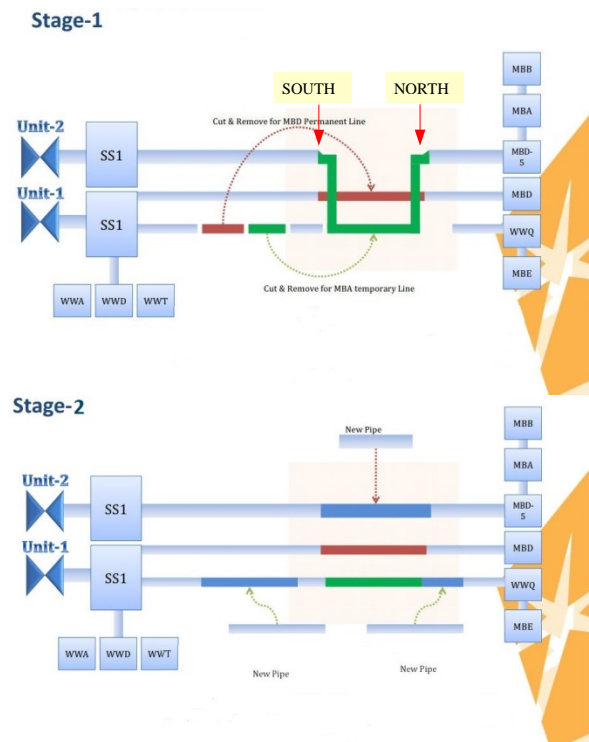 Stage-1
SOUTH
NORTH
MBB
MBA
Cut & Remove for MBD Permanent Line
Unit-2
SS1
MBD-
5
Unit-1
MBD
SS1
WWQ
MBE
Cut & Remove for MBA temporary Line
WWA
WWD
WWT
Stage-2
New Pipe
MBB
MBA
Unit-2
SS1
MBD-
5
Unit-1
MBD
SS1
WWQ
MBE
WWA
WWD
WWT
New Pipe
New Pipe